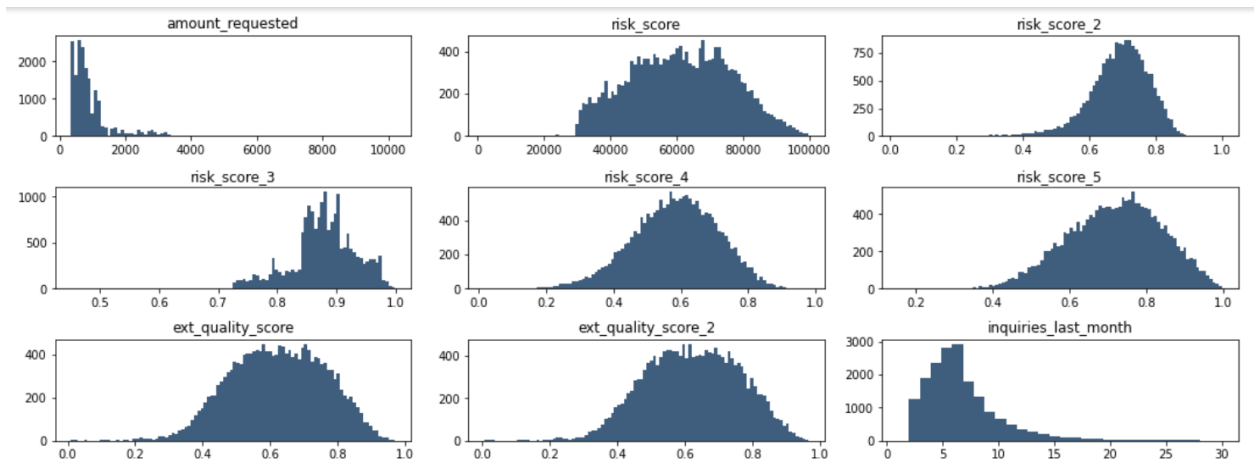 amount_requested
2000
1000
0
0 2000 4000 6000 8000 10000
risk_score
400
200
0
0 20000 40000 60000 80000 100000
risk_score_2
750
500
250
0
0.0 0.2 0.4 0.6 0.8 1.0
risk_score_3
1000
500
0
0.5 0.6 0.7 0.8 0.9 1.0
risk_score_4
400
200
0
0.0 0.2 0.4 0.6 0.8 1.0
risk_score_5
400
200
0
0.2 0.4 0.6 0.8 1.0
ext_quality_score
400
200
0
0.0 0.2 0.4 0.6 0.8 1.0
ext_quality_score_2
400
200
0
0.0 0.2 0.4 0.6 0.8 1.0
inquiries_last_month
3000
2000
1000
0
0 5 10 15 20 25 30